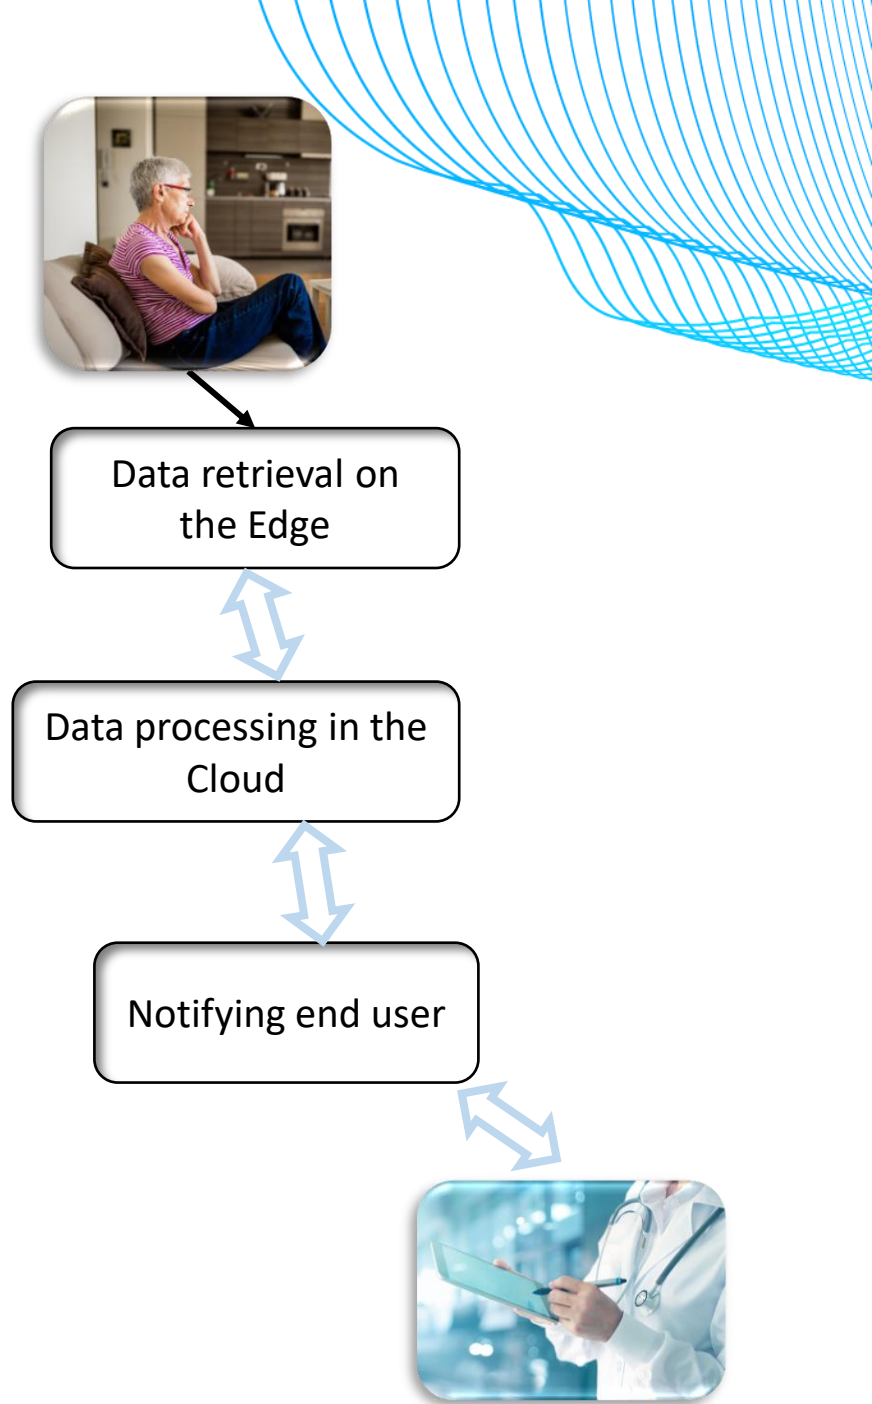 Data retrieval on
the Edge
Data processing in the
Cloud
Notifying end user